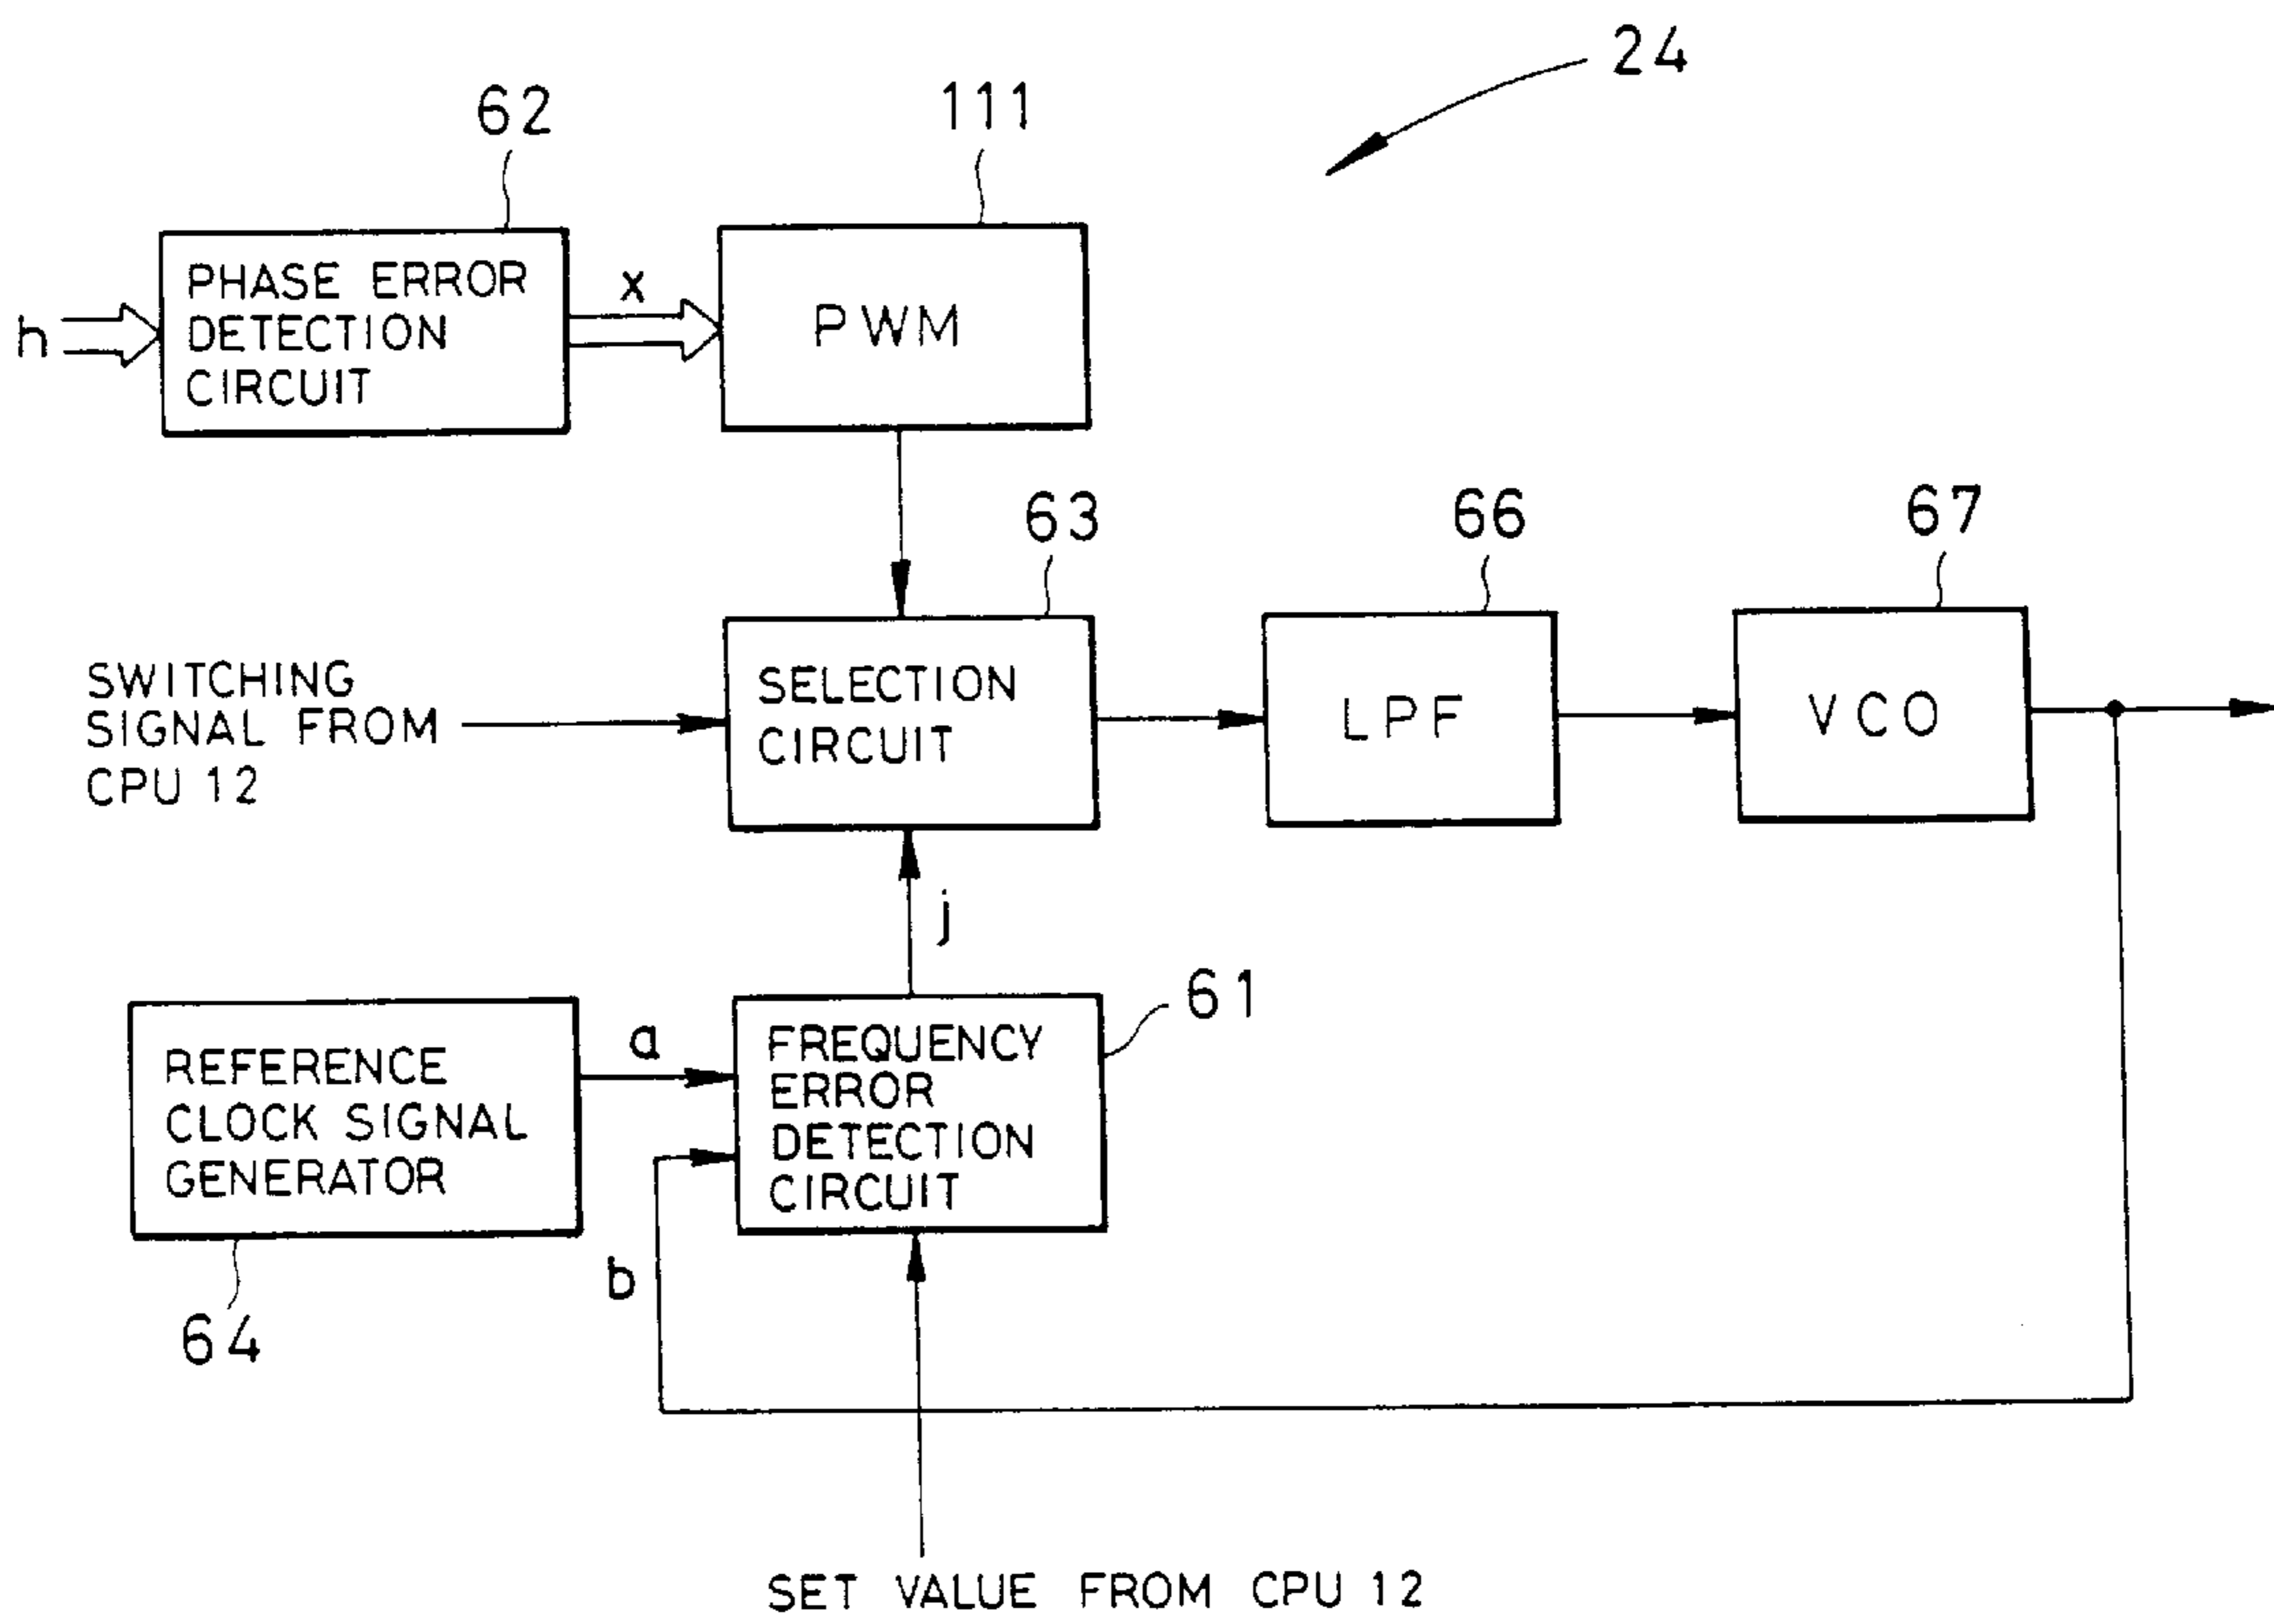 24
62
111
PHASE ERROR
DETECTION
CIRCUIT
h
x
PWM
63
66
67
SWITCHING
SIGNAL FROM
CPU 12
SELECTION
CIRCUIT
LPF
VCO
j
61
REFERENCE
CLOCK SIGNAL
GENERATOR
a
FREQUENCY
ERROR
DETECTION
CIRCUIT
b
64
SET VALUE FROM CPU 12